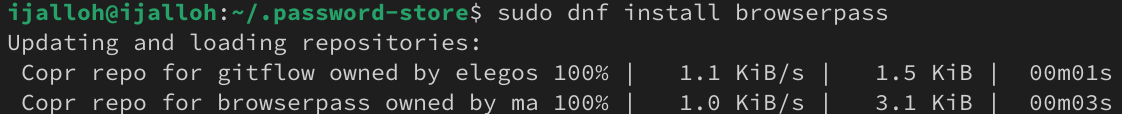 ijalloh@ijalloh:~/.password-store$ sudo dnf install browserpass
Updating and loading repositories:
Copr repo for gitflow owned by elegos 100% | 1.1 KiB/s | 1.5 KiB | 00m01s
Copr repo for browserpass owned by ma 100% | 1.0 KiB/s | 3.1 KiB | 00m03s